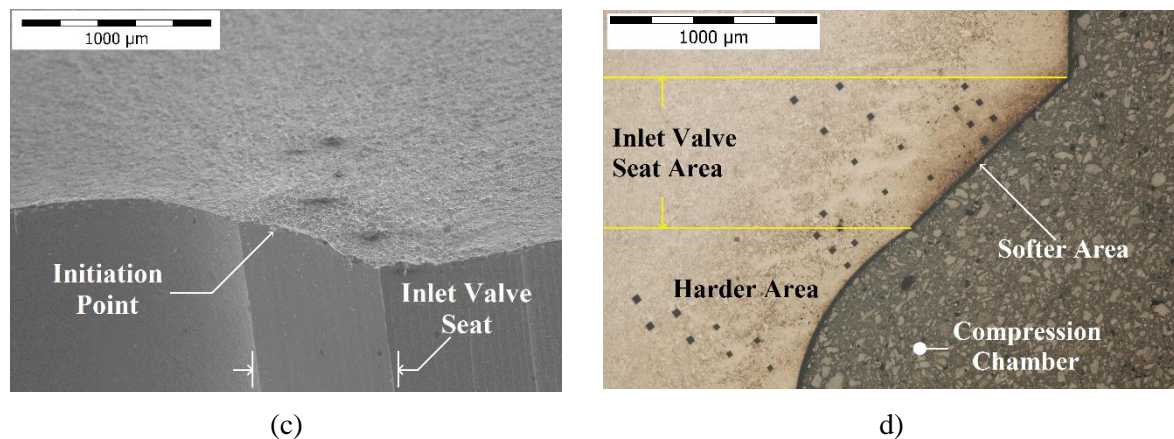 1000 µm
Initiation
Point
Inlet Valve
Seat
(c)
1000 µm
Inlet Valve
Seat Area
Softer Area
Harder Area
Compression
Chamber
d)